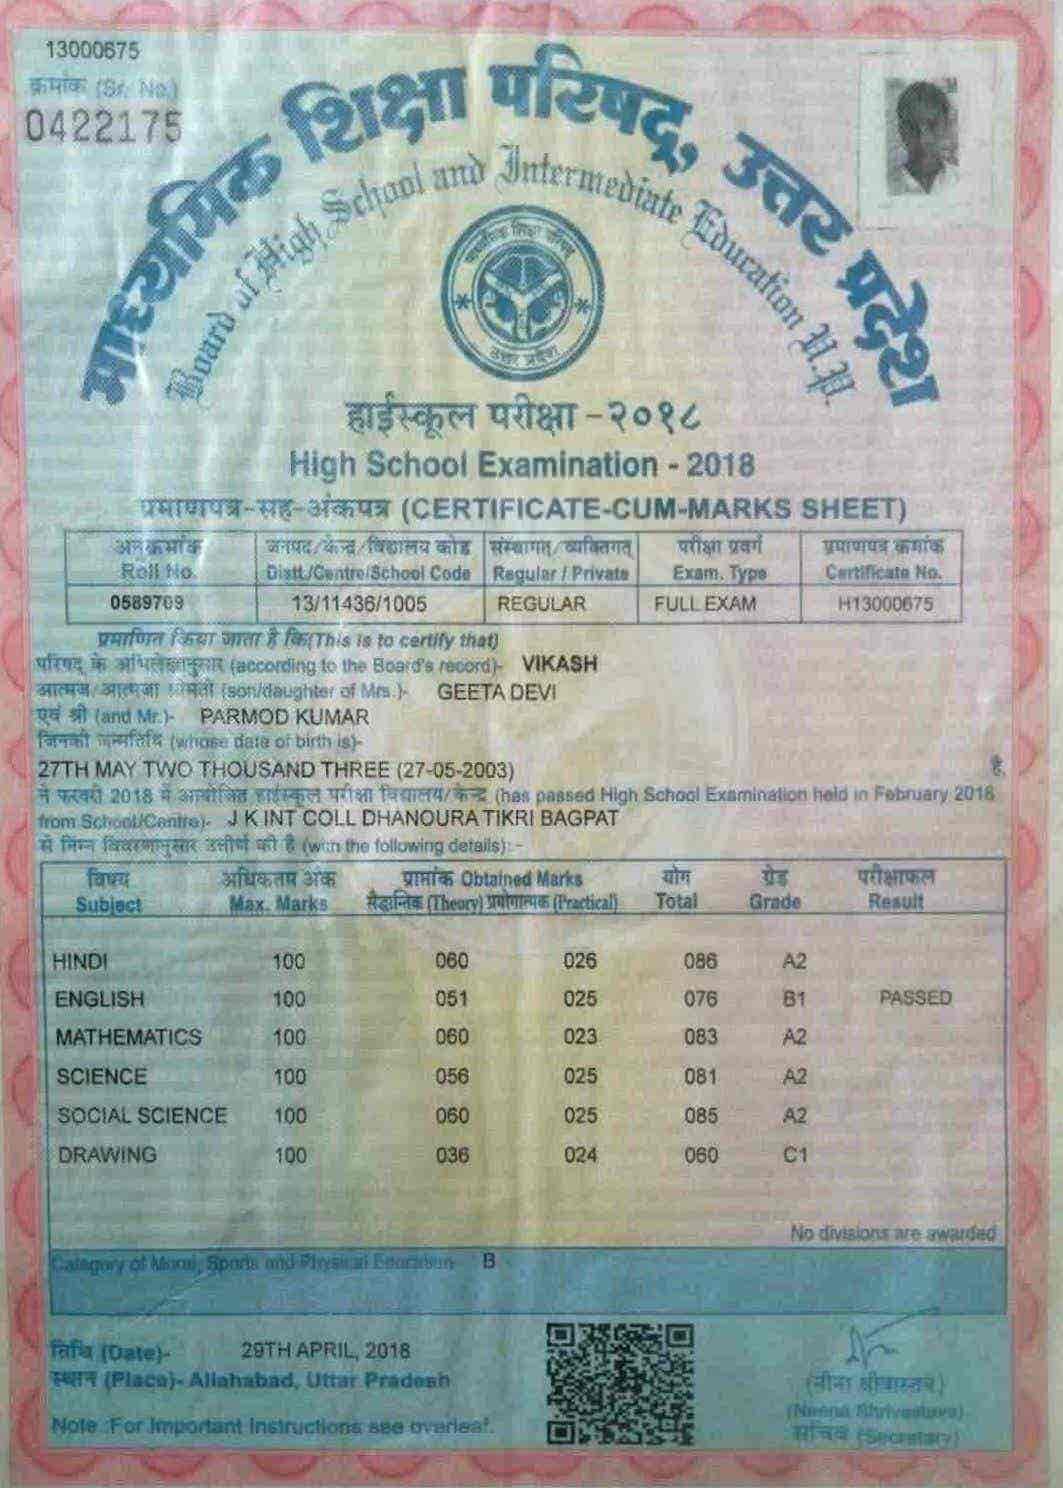 13000675
क्रमांक (Sr. No.)
0422175
माध्यमिक शिक्षा परिषद्, उत्तर प्रदेश
Board of High School and Intermediate Education U.P.
माध्यमिक शिक्षा परिषद्
उत्तर प्रदेश
हाईस्कूल परीक्षा - २०१८
High School Examination - 2018
प्रमाणपत्र-सह-अंकपत्र (CERTIFICATE-CUM-MARKS SHEET)
अनुक्रमांक जनपद/केन्द्र/विद्यालय कोड संस्थागत/व्यक्तिगत परीक्षा प्रवर्ग प्रमाणपत्र क्रमांक
Roll No. Distt./Centre/School Code Regular / Private Exam. Type Certificate No.
0589709 13/11436/1005 REGULAR FULL EXAM H13000675
प्रमाणित किया जाता है कि(This is to certify that)
परिषद् के अभिलेखानुसार (according to the Board's record)- VIKASH
आत्मज/आत्मजा श्रीमती (son/daughter of Mrs.)- GEETA DEVI
एवं श्री (and Mr.)- PARMOD KUMAR
जिनकी जन्मतिथि (whose date of birth is)-
27TH MAY TWO THOUSAND THREE (27-05-2003) है,
ने फरवरी 2018 में आयोजित हाईस्कूल परीक्षा विद्यालय/केन्द्र (has passed High School Examination held in February 2018
from School/Centre)- J K INT COLL DHANOURA TIKRI BAGPAT
से निम्न विवरणानुसार उत्तीर्ण की है (with the following details):-
विषय अधिकतम अंक प्राप्तांक Obtained Marks योग ग्रेड परीक्षाफल
Subject Max. Marks सैद्धान्तिक (Theory) प्रयोगात्मक (Practical) Total Grade Result
HINDI 100 060 026 086 A2
ENGLISH 100 051 025 076 B1 PASSED
MATHEMATICS 100 060 023 083 A2
SCIENCE 100 056 025 081 A2
SOCIAL SCIENCE 100 060 025 085 A2
DRAWING 100 036 024 060 C1
No divisions are awarded
Category of Moral, Sports and Physical Education B
तिथि (Date)- 29TH APRIL, 2018
स्थान (Place)- Allahabad, Uttar Pradesh
(नीना श्रीवास्तव)
(Neena Shrivastava)
Note :For Important Instructions see overleaf.
सचिव (Secretary)